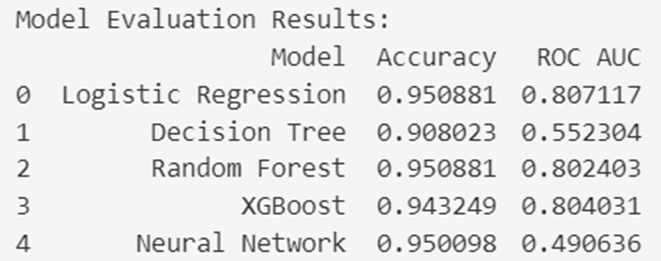 Model Evaluation Results:
Model Accuracy ROC AUC
0 Logistic Regression 0.950881 0.807117
1 Decision Tree 0.908023 0.552304
2 Random Forest 0.950881 0.802403
3 XGBoost 0.943249 0.804031
4 Neural Network 0.950098 0.490636